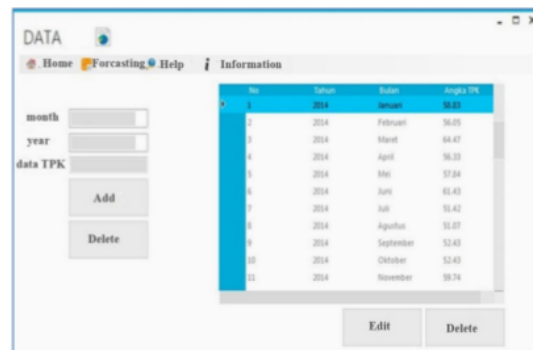 DATA
Home Forcasting Help i Information
month
year
data TPK
Add
Delete
No Tahun Bulan Angka TPK
1 2014 Januari 50.03
2 2014 Februari 56.05
3 2014 Maret 64.47
4 2014 April 56.33
5 2014 Mei 57.84
6 2014 Juni 61.43
7 2014 Juli 51.42
8 2014 Agustus 51.07
9 2014 September 52.43
10 2014 Oktober 52.43
11 2014 November 59.74
Edit Delete